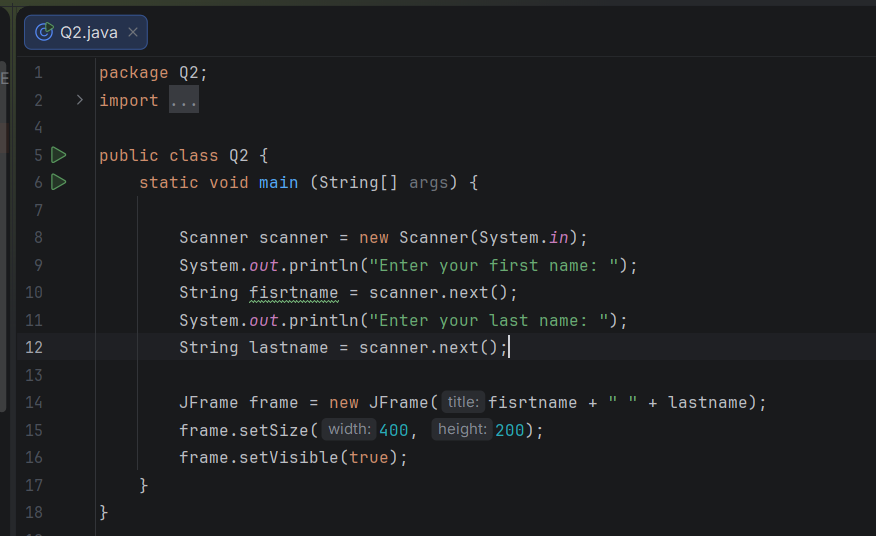 Q2.java
E
1 package Q2;
2 import ...
4
5 public class Q2 {
6 static void main (String[] args) {
7
8 Scanner scanner = new Scanner(System.in);
9 System.out.println("Enter your first name: ");
10 String fisrtname = scanner.next();
11 System.out.println("Enter your last name: ");
12 String lastname = scanner.next();
13
14 JFrame frame = new JFrame( title: fisrtname + " " + lastname);
15 frame.setSize( width: 400, height: 200);
16 frame.setVisible(true);
17 }
18 }